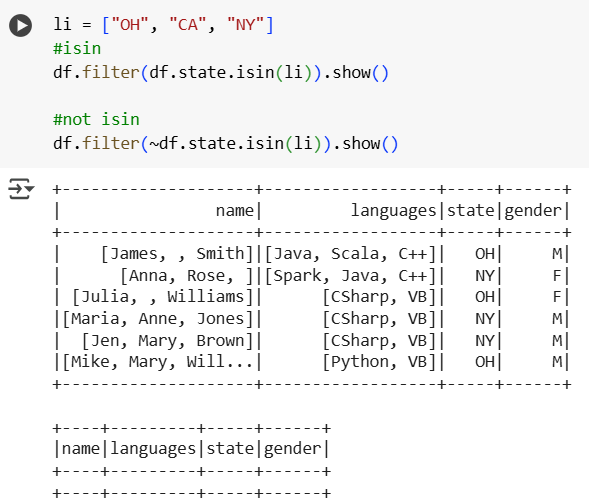 li = ["OH", "CA", "NY"]
#isin
df.filter(df.state.isin(li)).show()

#not isin
df.filter(~df.state.isin(li)).show()

+--------------------+------------------+-----+------+
|                name|         languages|state|gender|
+--------------------+------------------+-----+------+
|    [James, , Smith]|[Java, Scala, C++]|   OH|     M|
|      [Anna, Rose, ]|[Spark, Java, C++]|   NY|     F|
| [Julia, , Williams]|      [CSharp, VB]|   OH|     F|
|[Maria, Anne, Jones]|      [CSharp, VB]|   NY|     M|
|  [Jen, Mary, Brown]|      [CSharp, VB]|   NY|     M|
|[Mike, Mary, Will...|      [Python, VB]|   OH|     M|
+--------------------+------------------+-----+------+

+----+---------+-----+------+
|name|languages|state|gender|
+----+---------+-----+------+
+----+---------+-----+------+